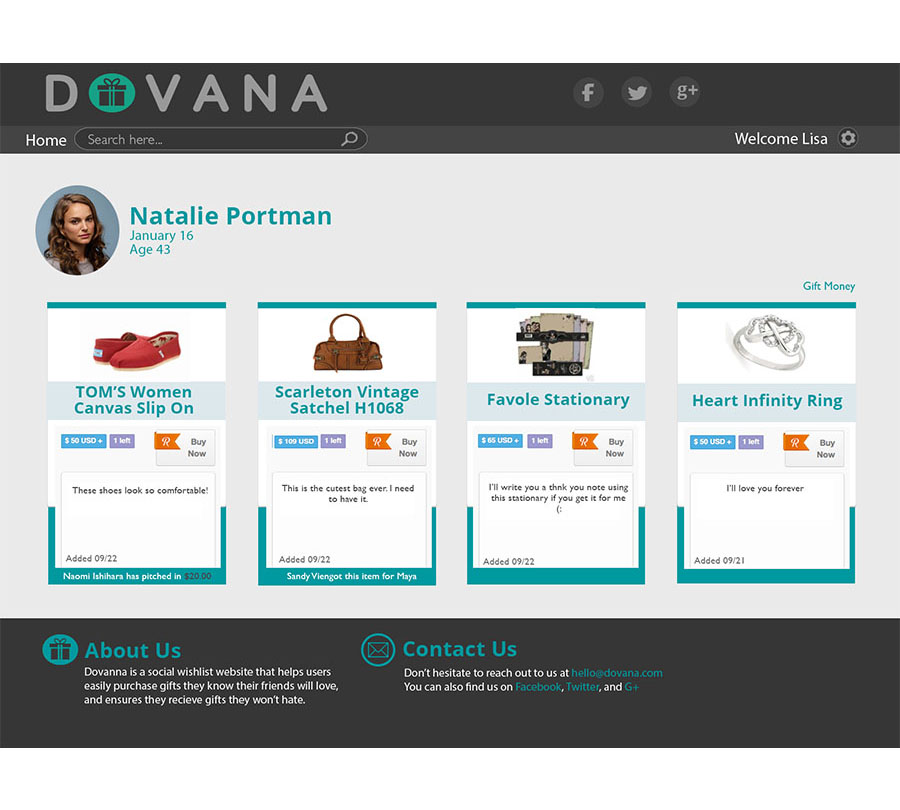 DOVANA
g+
Home
Search here...
Welcome Lisa
Natalie Portman
January 16
Age 43
Gift Money
TOM'S Women
Canvas Slip On
$ 50 USD +
1 left
Buy
Now
These shoes look so comfortable!
Added 09/22
Naomi Ishihara has pitched in $20.00
Scarleton Vintage
Satchel H1068
$ 109 USD
1 left
Buy
Now
This is the cutest bag ever. I need
to have it.
Added 09/22
Sandy Viengot this item for Maya
Favole Stationary
$ 65 USD +
1 left
Buy
Now
I'll write you a thnk you note using
this stationary if you get it for me
(:
Added 09/22
Heart Infinity Ring
$ 50 USD +
1 left
Buy
Now
I'll love you forever
Added 09/21
About Us
Dovanna is a social wishlist website that helps users
easily purchase gifts they know their friends will love,
and ensures they recieve gifts they won't hate.
Contact Us
Don't hesitate to reach out to us at hello@dovana.com
You can also find us on Facebook, Twitter, and G+